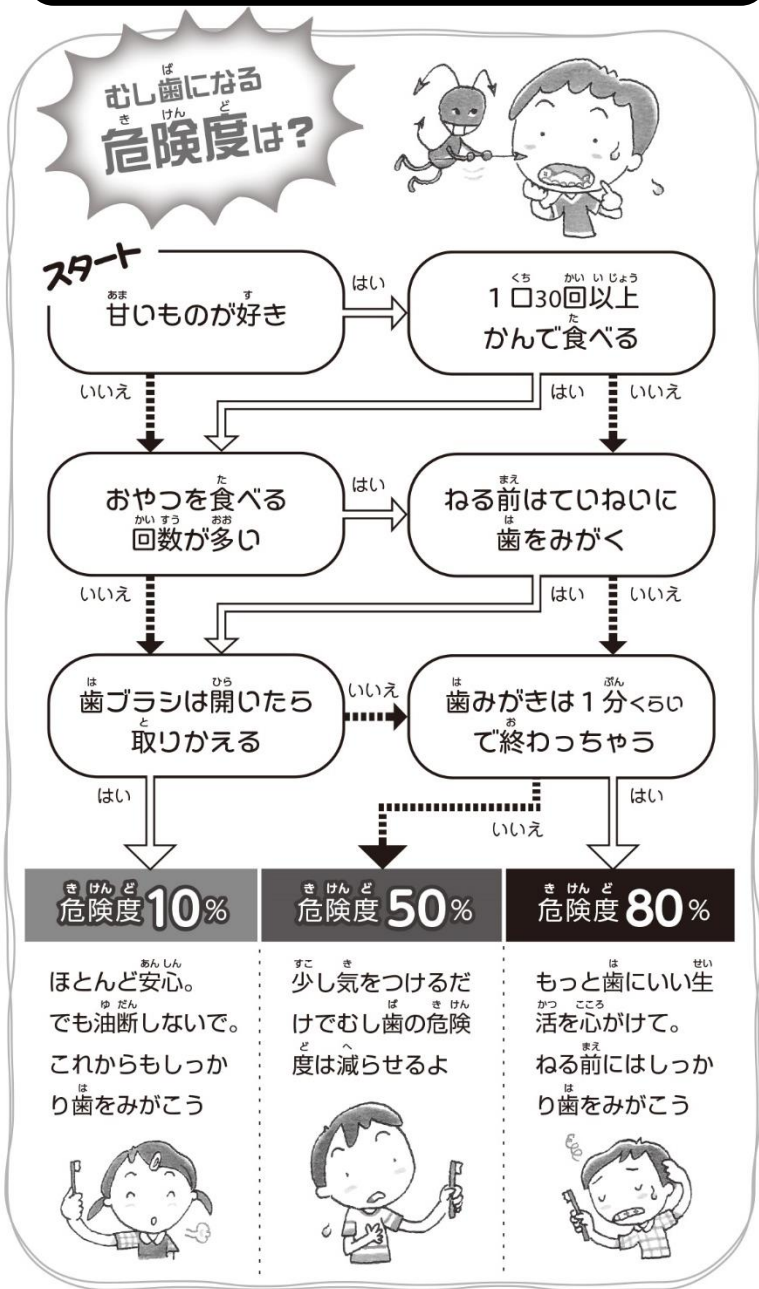 むし歯になる
危険度は?
スタート
甘いものが好き
はい
1口30回以上
かんで食べる
いいえ
はい
いいえ
おやつを食べる
回数が多い
はい
ねる前はていねいに
歯をみがく
いいえ
はい
いいえ
歯ブラシは開いたら
取りかえる
いいえ
歯みがきは1分くらい
で終わっちゃう
はい
いいえ
はい
危険度10%
ほとんど安心。
でも油断しないで。
これからもしっか
り歯をみがこう
危険度50%
少し気をつけるだ
けでむし歯の危険
度は減らせるよ
危険度80%
もっと歯にいい生
活を心がけて。
ねる前にはしっか
り歯をみがこう